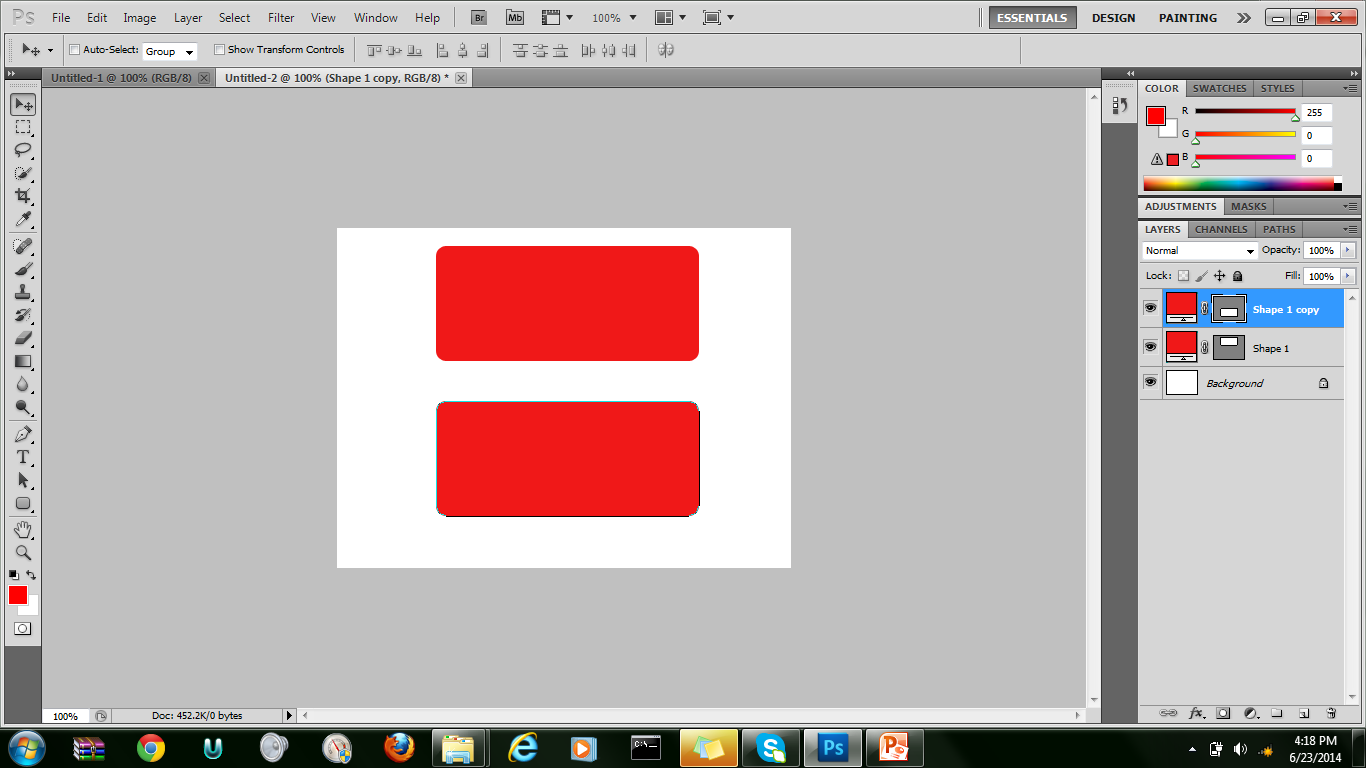 Ps File Edit Image Layer Select Filter View Window Help Br Mb 100% ESSENTIALS DESIGN PAINTING
Auto-Select: Group Show Transform Controls
Untitled-1 @ 100% (RGB/8) Untitled-2 @ 100% (Shape 1 copy, RGB/8) *
COLOR SWATCHES STYLES
R 255
G 0
B 0
ADJUSTMENTS MASKS
LAYERS CHANNELS PATHS
Normal Opacity: 100%
Lock: Fill: 100%
Shape 1 copy
Shape 1
Background
T
fx
100% Doc: 452.2K/0 bytes
C:\
Ps
4:18 PM
6/23/2014